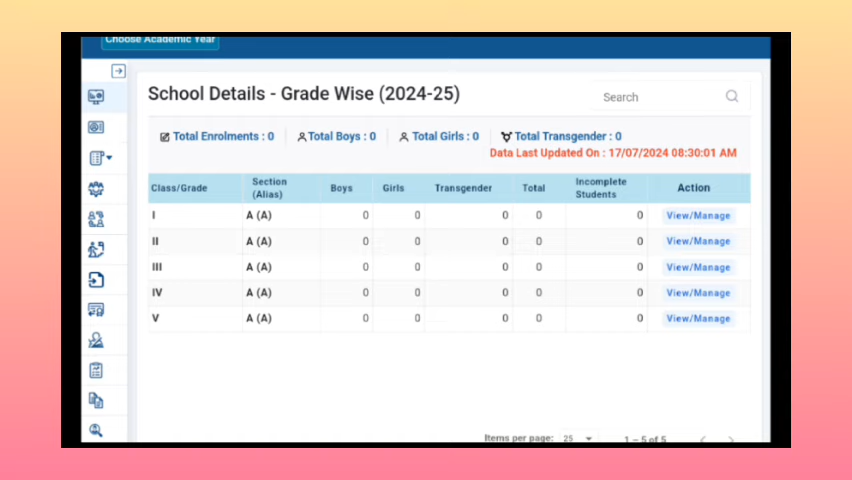 Choose Academic Year
School Details - Grade Wise (2024-25)
Search
Total Enrolments : 0 Total Boys : 0 Total Girls : 0 Total Transgender : 0
Data Last Updated On : 17/07/2024 08:30:01 AM
Class/Grade Section (Alias) Boys Girls Transgender Total Incomplete Students Action
I A (A) 0 0 0 0 0 View/Manage
II A (A) 0 0 0 0 0 View/Manage
III A (A) 0 0 0 0 0 View/Manage
IV A (A) 0 0 0 0 0 View/Manage
V A (A) 0 0 0 0 0 View/Manage
Items per page: 25 1 – 5 of 5